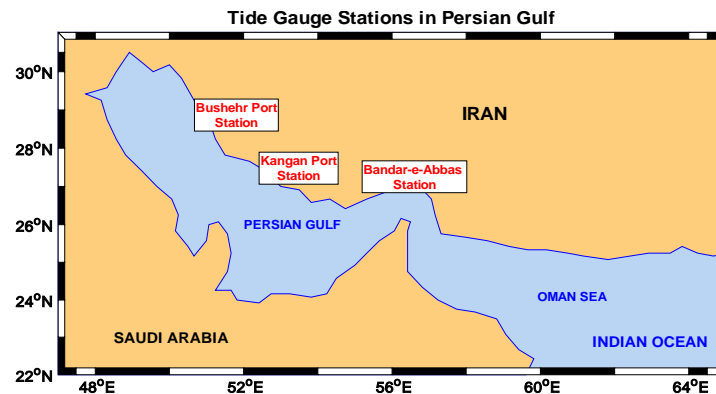 Tide Gauge Stations in Persian Gulf
30°N
28°N
26°N
24°N
22°N
Bushehr Port
Station
IRAN
Kangan Port
Station
Bandar-e-Abbas
Station
PERSIAN GULF
OMAN SEA
SAUDI ARABIA
INDIAN OCEAN
48°E
52°E
56°E
60°E
64°E